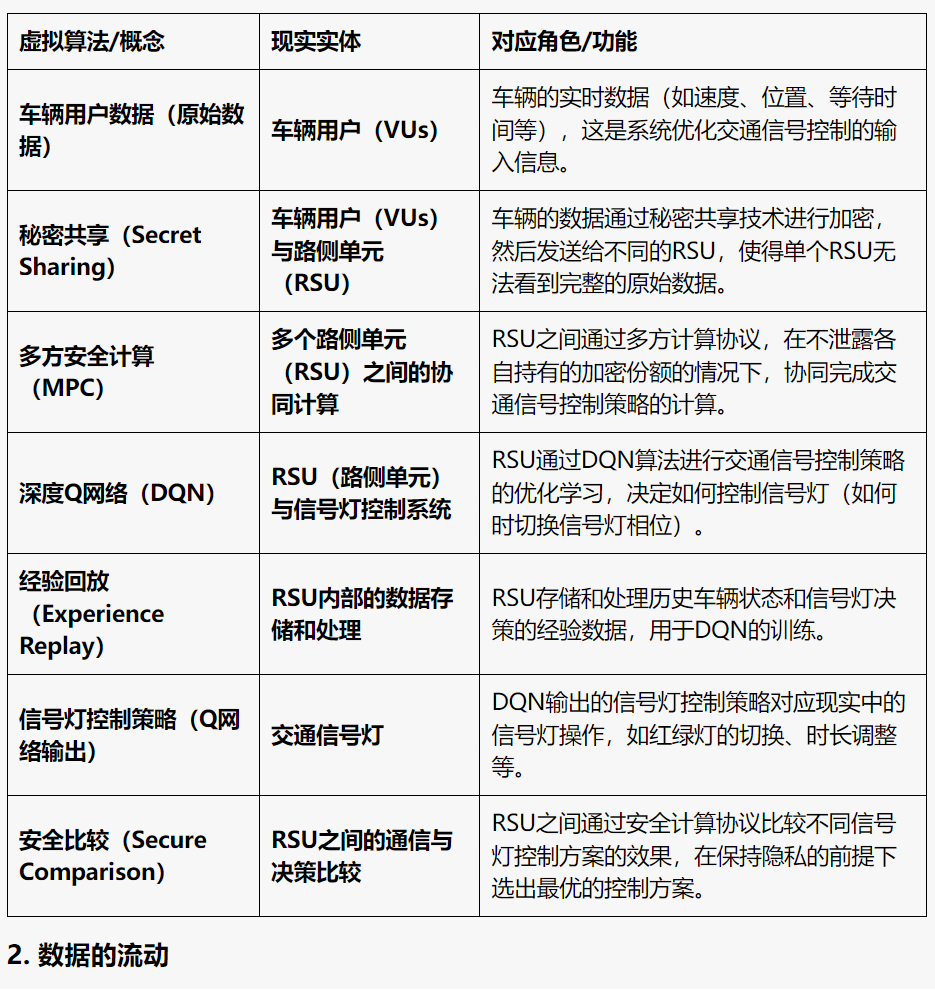 虚拟算法/概念
现实实体
对应角色/功能
车辆用户数据（原始数
据）
车辆用户（VUs）
车辆的实时数据（如速度、位置、等待时
间等），这是系统优化交通信号控制的输
入信息。
秘密共享（Secret
Sharing）
车辆用户（VUs）
与路侧单元
（RSU）
车辆的数据通过秘密共享技术进行加密，
然后发送给不同的RSU，使得单个RSU无
法看到完整的原始数据。
多方安全计算
（MPC）
多个路侧单元
（RSU）之间的协
同计算
RSU之间通过多方计算协议，在不泄露各
自持有的加密份额的情况下，协同完成交
通信号控制策略的计算。
深度Q网络（DQN）
RSU（路侧单元）
与信号灯控制系统
RSU通过DQN算法进行交通信号控制策略
的优化学习，决定如何控制信号灯（如何
时切换信号灯相位）。
经验回放
（Experience
Replay）
RSU内部的数据存
储和处理
RSU存储和处理历史车辆状态和信号灯决
策的经验数据，用于DQN的训练。
信号灯控制策略（Q网
络输出）
交通信号灯
DQN输出的信号灯控制策略对应现实中的
信号灯操作，如红绿灯的切换、时长调整
等。
安全比较（Secure
Comparison）
RSU之间的通信与
决策比较
RSU之间通过安全计算协议比较不同信号
灯控制方案的效果，在保持隐私的前提下
选出最优的控制方案。
2. 数据的流动